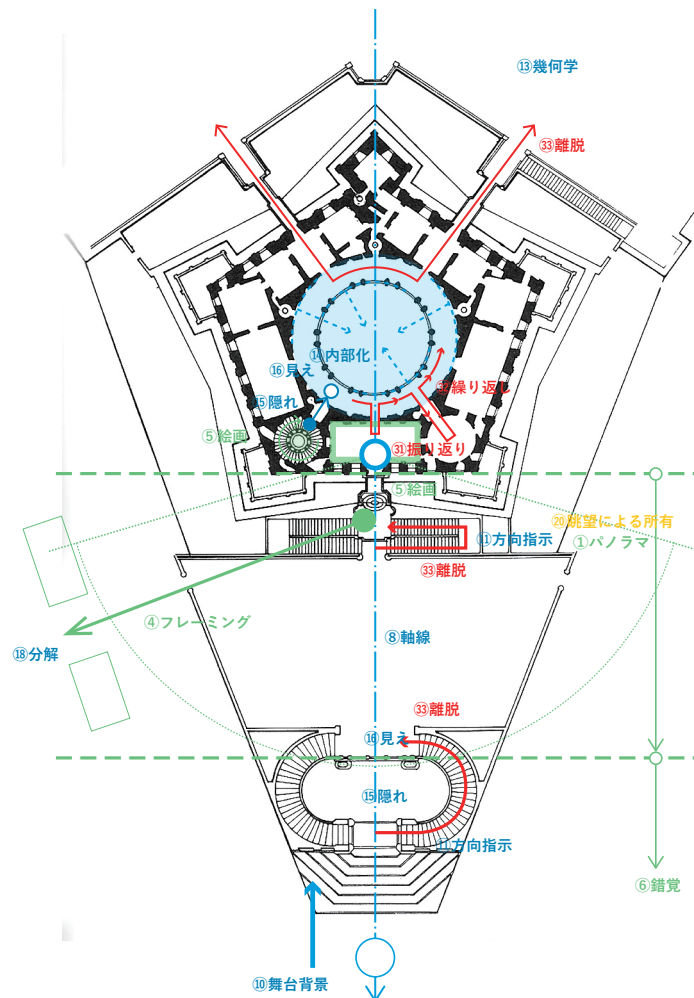 ⑬幾何学
㉝離脱
⑭内部化
⑯見え
㉜繰り返し
⑮隠れ
⑤絵画
㉛振り返り
⑤絵画
⑳眺望による所有
⑪方向指示
①パノラマ
㉝離脱
④フレーミング
⑧軸線
⑱分解
㉝離脱
⑯見え
⑮隠れ
⑪方向指示
⑥錯覚
⑩舞台背景